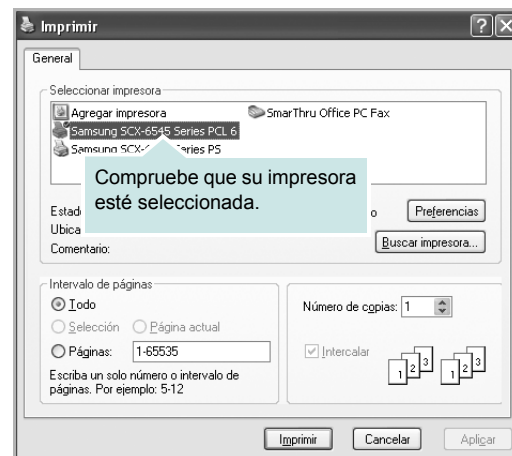 Imprimir
General
Seleccionar impresora
Agregar impresora
SmarThru Office PC Fax
Samsung SCX-6545 Series PCL 6
Samsung SCX- Series PS
Compruebe que su impresora
esté seleccionada.
Preferencias
Comentario:
Buscar impresora...
Intervalo de páginas
Todo
Selección Página actual
Páginas: 1-65535
Escriba un solo número o intervalo de
páginas. Por ejemplo: 5-12
Número de copias: 1
Intercalar
1 2 3 1 2 3
Imprimir Cancelar Aplicar